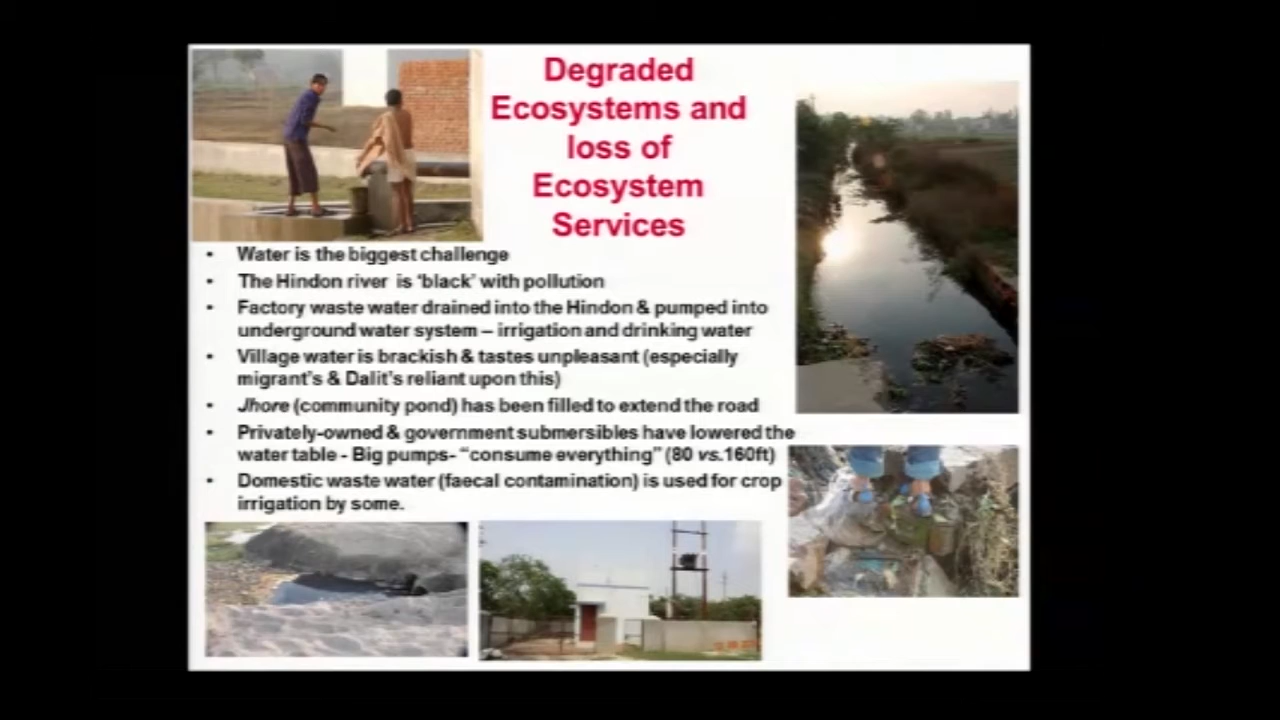 Degraded
Ecosystems and
loss of
Ecosystem
Services
• Water is the biggest challenge
• The Hindon river is 'black' with pollution
• Factory waste water drained into the Hindon & pumped into
underground water system – irrigation and drinking water
• Village water is brackish & tastes unpleasant (especially
migrant's & Dalit's reliant upon this)
• Jhore (community pond) has been filled to extend the road
• Privately-owned & government submersibles have lowered the
water table - Big pumps- "consume everything" (80 vs.160ft)
• Domestic waste water (faecal contamination) is used for crop
irrigation by some.